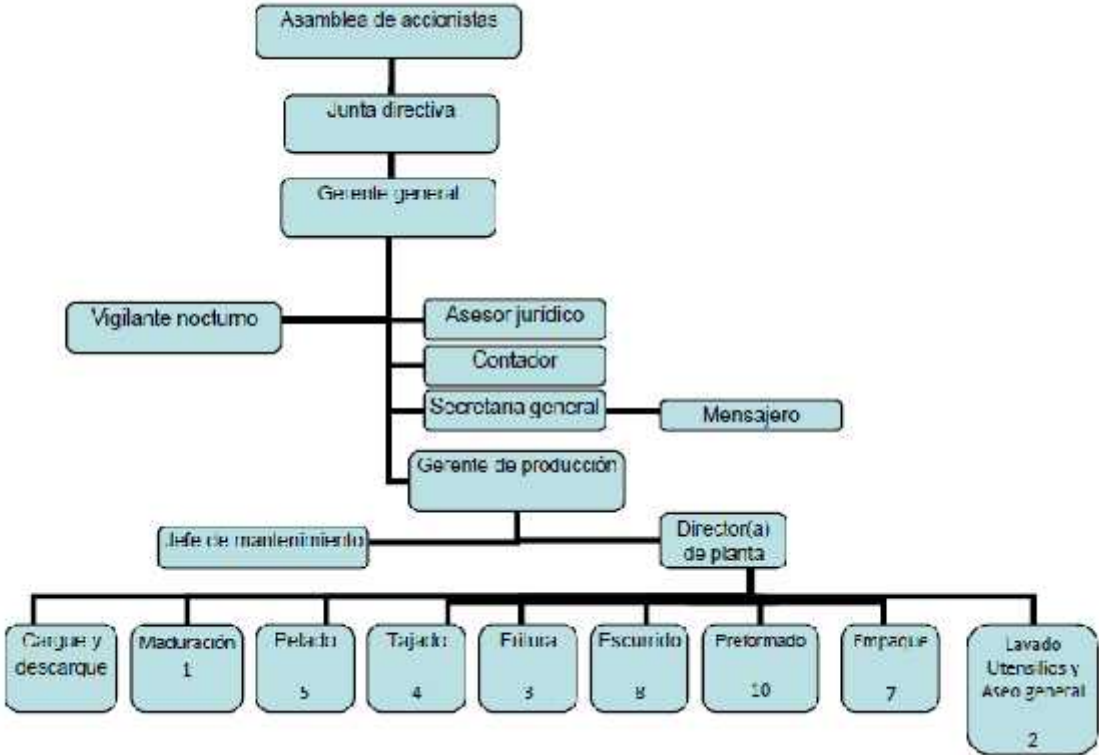 Asamblea de accionistas
Junta directiva
Gerente general
Vigilante nocturno
Asesor jurídico
Contador
Secretaria general
Mensajero
Gerente de producción
Jefe de mantenimiento
Director(a)
de planta
Cargue y
descargue
Maduración
1
Pelado
5
Tajado
4
Fritura
3
Escurrido
8
Preformado
10
Empaque
7
Lavado
Utensilios y
Aseo general
2